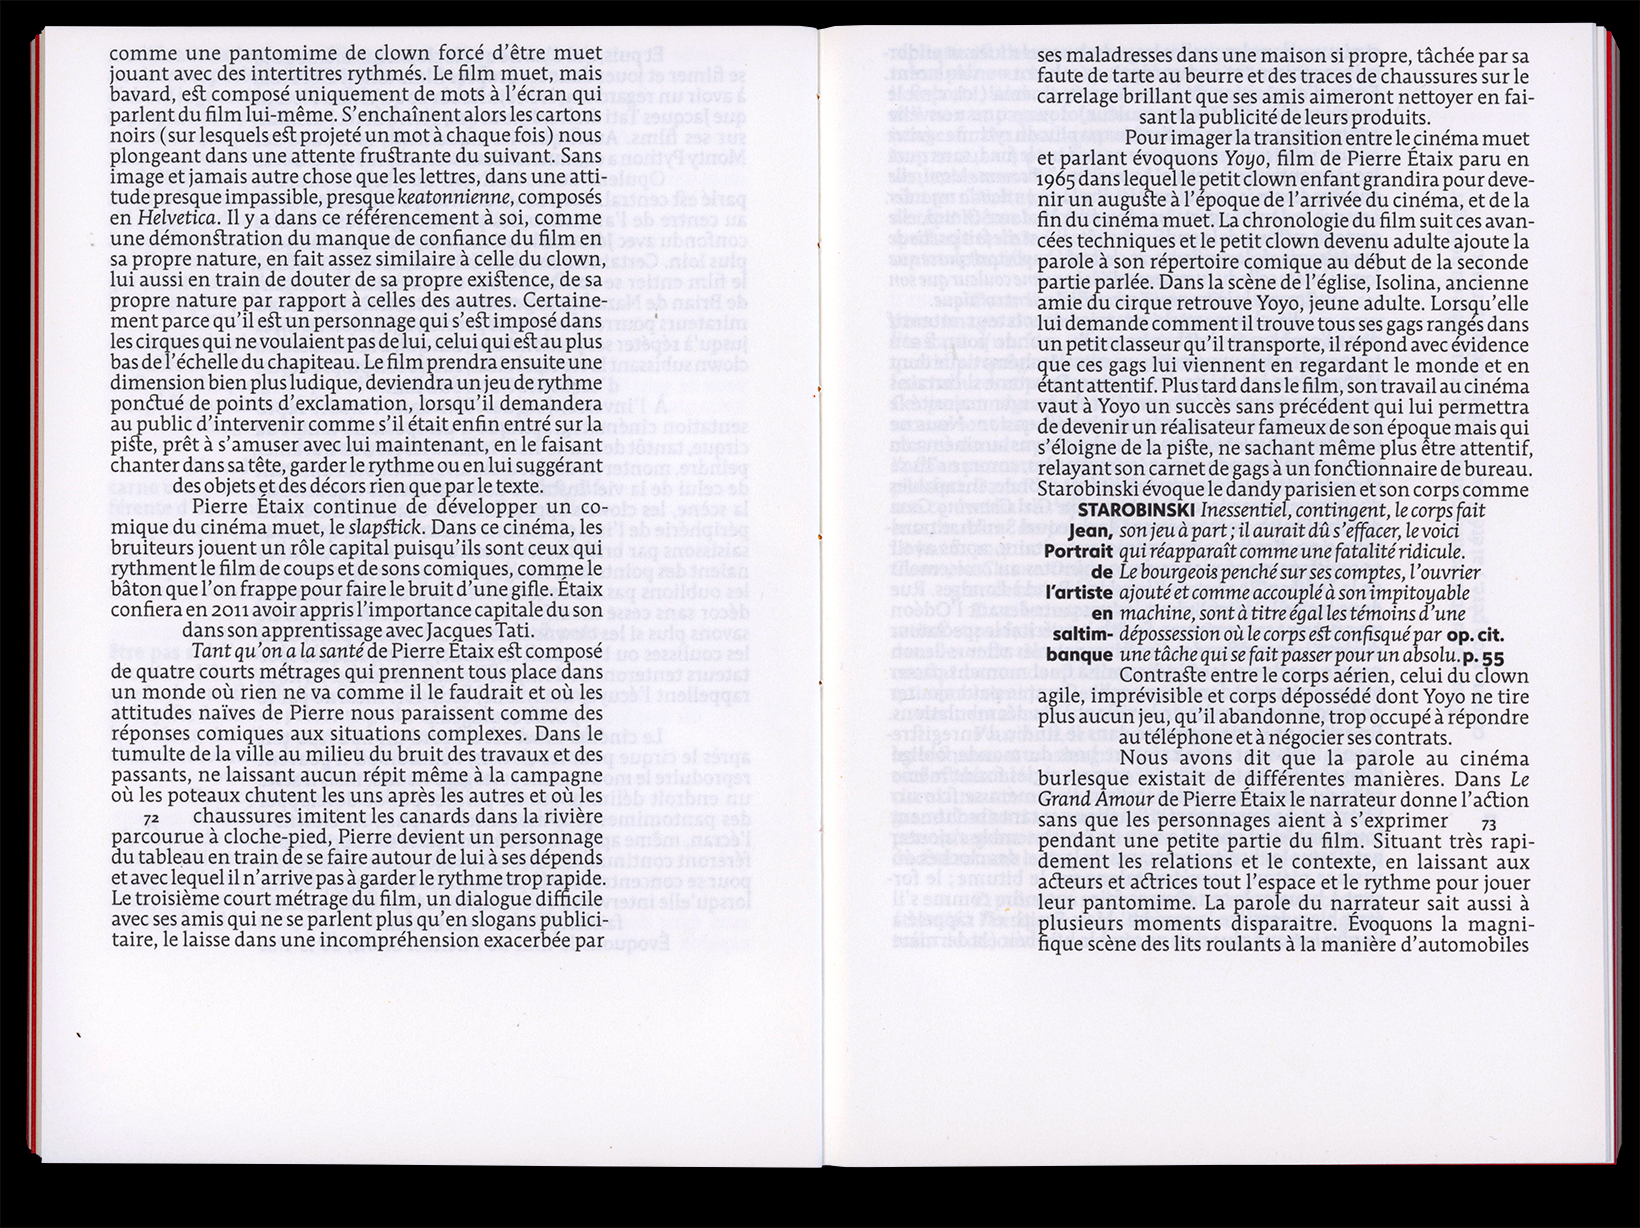 comme une pantomime de clown forcé d'être muet
jouant avec des intertitres rythmés. Le film muet, mais
bavard, est composé uniquement de mots à l'écran qui
parlent du film lui-même. S'enchainent alors les cartons
noirs (sur lesquels est projeté un mot à chaque fois) nous
plongeant dans une attente frustrante du suivant. Sans
image et jamais autre chose que les lettres, dans une atti-
tude presque impassible, presque keatonnienne, composés
en Helvetica. Il y a dans ce référencement à soi, comme
une démonstration du manque de confiance du film en
sa propre nature, en fait assez similaire à celle du clown,
lui aussi en train de douter de sa propre existence, de sa
propre nature par rapport à celles des autres. Certaine-
ment parce qu'il est un personnage qui s'est imposé dans
les cirques qui ne voulaient pas de lui, celui qui est au plus
bas de l'échelle du chapiteau. Le film prendra ensuite une
dimension bien plus ludique, deviendra un jeu de rythme
ponctué de points d'exclamation, lorsqu'il demandera
au public d'intervenir comme s'il était enfin entré sur la
piste, prêt à s'amuser avec lui maintenant, en le faisant
chanter dans sa tête, garder le rythme ou en lui suggérant
des objets et des décors rien que par le texte.
Pierre Étaix continue de développer un co-
mique du cinéma muet, le slapstick. Dans ce cinéma, les
bruiteurs jouent un rôle capital puisqu'ils sont ceux qui
rythment le film de coups et de sons comiques, comme le
bâton que l'on frappe pour faire le bruit d'une gifle. Étaix
confiera en 2011 avoir appris l'importance capitale du son
dans son apprentissage avec Jacques Tati.
Tant qu'on a la santé de Pierre Etaix est composé
de quatre courts métrages qui prennent tous place dans
un monde où rien ne va comme il le faudrait et où les
attitudes naïves de Pierre nous paraissent comme des
réponses comiques aux situations complexes. Dans le
tumulte de la ville au milieu du bruit des travaux et des
passants, ne laissant aucun répit même à la campagne
où les poteaux chutent les uns après les autres et où les
72 chaussures imitent les canards dans la rivière
parcourue à cloche-pied, Pierre devient un personnage
du tableau en train de se faire autour de lui à ses dépends
et avec lequel il n'arrive pas à garder le rythme trop rapide.
Le troisième court métrage du film, un dialogue difficile
avec ses amis qui ne se parlent plus qu'en slogans publici-
taire, le laisse dans une incompréhension exacerbée par
ses maladresses dans une maison si propre, tâchée par sa
faute de tarte au beurre et des traces de chaussures sur le
carrelage brillant que ses amis aimeront nettoyer en fai-
sant la publicité de leurs produits.
Pour imager la transition entre le cinéma muet
et parlant évoquons Yoyo, film de Pierre Étaix paru en
1965 dans lequel le petit clown enfant grandira pour deve-
nir un auguste à l'époque de l'arrivée du cinéma, et de la
fin du cinéma muet. La chronologie du film suit ces avan-
cées techniques et le petit clown devenu adulte ajoute la
parole à son répertoire comique au début de la seconde
partie parlée. Dans la scène de l'église, Isolina, ancienne
amie du cirque retrouve Yoyo, jeune adulte. Lorsqu'elle
lui demande comment il trouve tous ses gags rangés dans
un petit classeur qu'il transporte, il répond avec évidence
que ces gags lui viennent en regardant le monde et en
étant attentif. Plus tard dans le film, son travail au cinéma
vaut à Yoyo un succès sans précédent qui lui permettra
de devenir un réalisateur fameux de son époque mais qui
s'éloigne de la piste, ne sachant même plus être attentif,
relayant son carnet de gags à un fonctionnaire de bureau.
Starobinski évoque le dandy parisien et son corps comme
STAROBINSKI Inessentiel, contingent, le corps fait
Jean, son jeu à part ; il aurait dû s'effacer, le voici
Portrait qui réapparaît comme une fatalité ridicule.
de Le bourgeois penché sur ses comptes, l'ouvrier
l'artiste ajouté et comme accouplé à son impitoyable
en machine, sont à titre égal les témoins d'une
saltim- dépossession où le corps est confisqué par op. cit.
banque une tâche qui se fait passer pour un absolu. p. 55
Contraste entre le corps aérien, celui du clown
agile, imprévisible et corps dépossédé dont Yoyo ne tire
plus aucun jeu, qu'il abandonne, trop occupé à répondre
au téléphone et à négocier ses contrats.
Nous avons dit que la parole au cinéma
burlesque existait de différentes manières. Dans Le
Grand Amour de Pierre Étaix le narrateur donne l'action
sans que les personnages aient à s'exprimer 73
pendant une petite partie du film. Situant très rapi-
dement les relations et le contexte, en laissant aux
acteurs et actrices tout l'espace et le rythme pour jouer
leur pantomime. La parole du narrateur sait aussi à
plusieurs moments disparaitre. Évoquons la magni-
fique scène des lits roulants à la manière d'automobiles